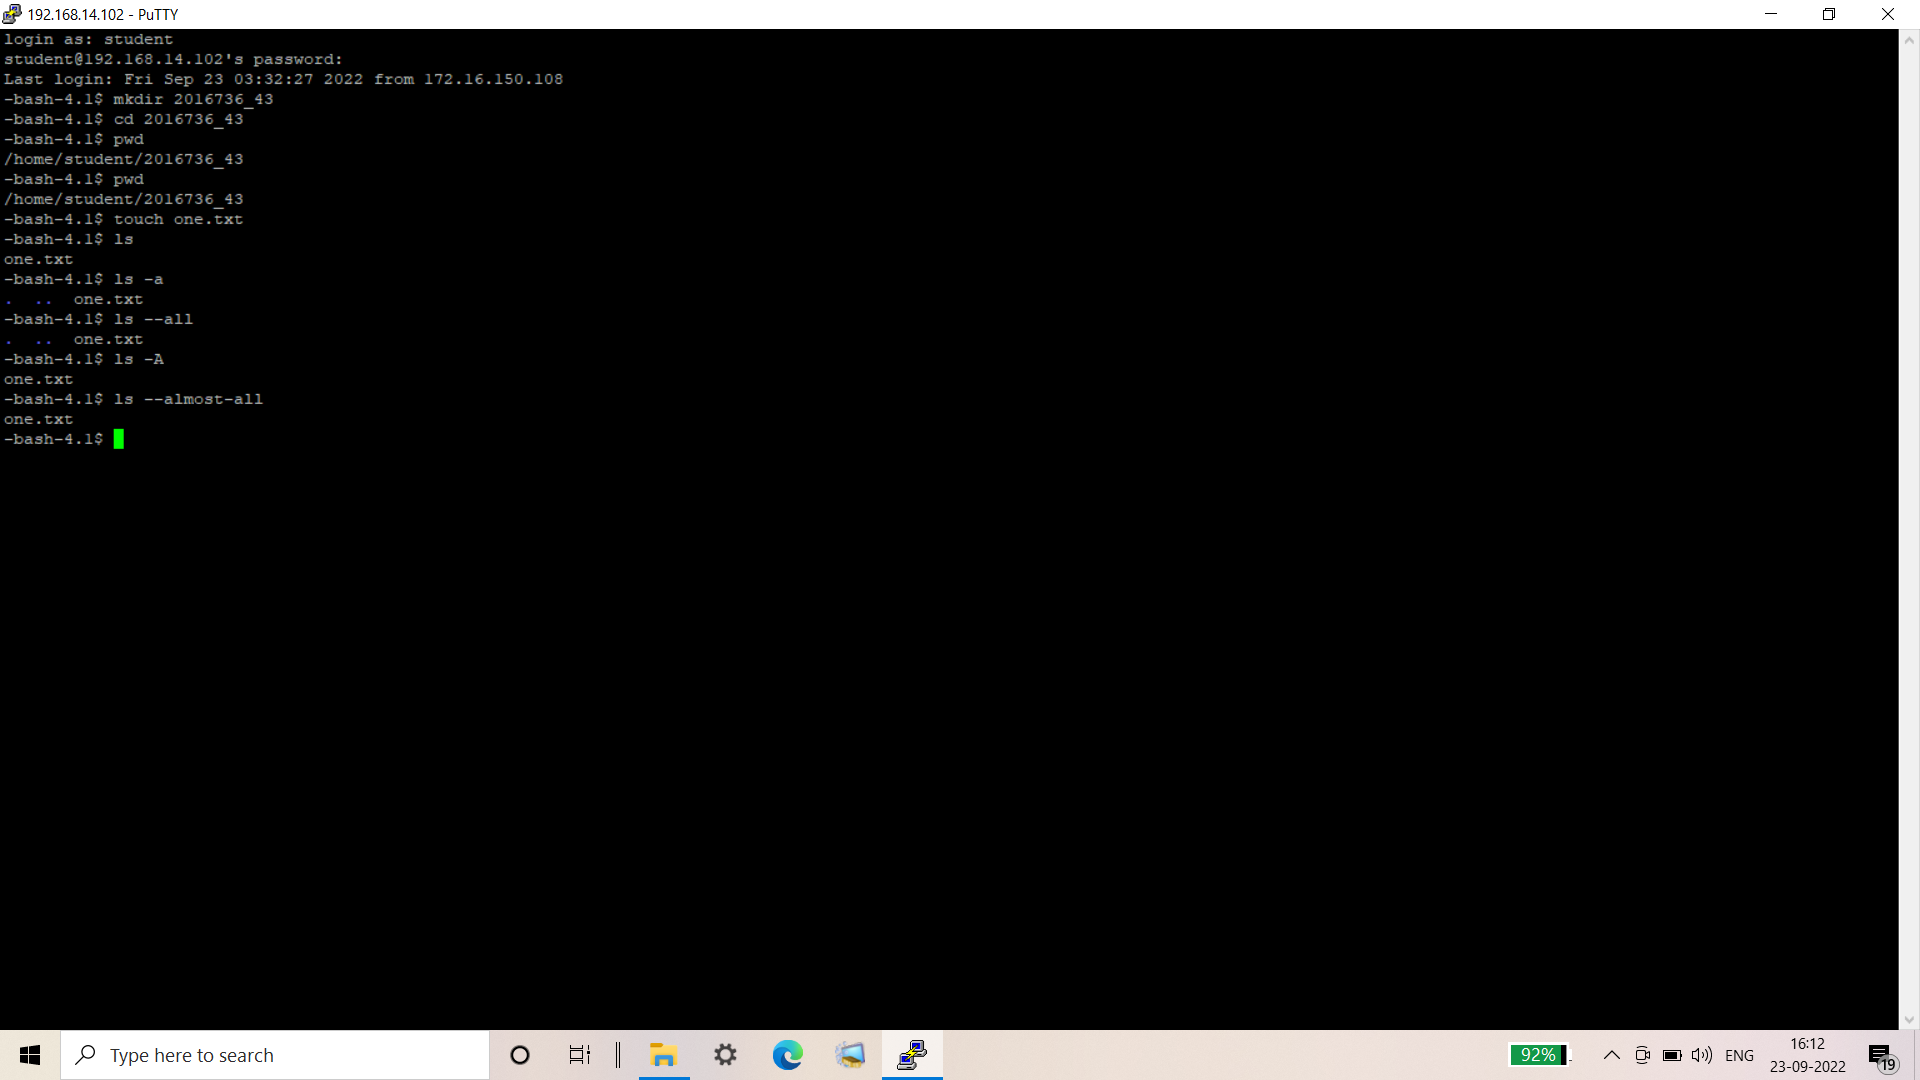 192.168.14.102 - PuTTY
login as: student
student@192.168.14.102's password:
Last login: Fri Sep 23 03:32:27 2022 from 172.16.150.108
-bash-4.1$ mkdir 2016736_43
-bash-4.1$ cd 2016736_43
-bash-4.1$ pwd
/home/student/2016736_43
-bash-4.1$ pwd
/home/student/2016736_43
-bash-4.1$ touch one.txt
-bash-4.1$ ls
one.txt
-bash-4.1$ ls -a
.  ..  one.txt
-bash-4.1$ ls --all
.  ..  one.txt
-bash-4.1$ ls -A
one.txt
-bash-4.1$ ls --almost-all
one.txt
-bash-4.1$
Type here to search
92%
ENG
16:12
23-09-2022
19